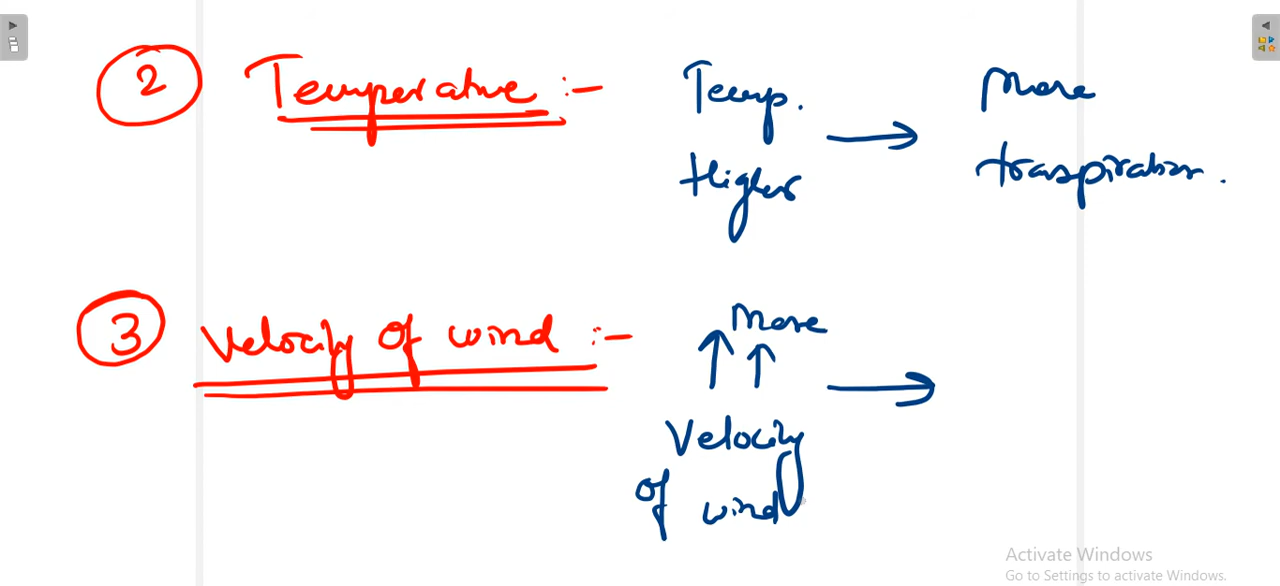 2 Temperature :- Temp. Higher → More traspiration.
3 Velocity of wind :- ↑ ↑ More Velocity of wind →
Activate Windows
Go to Settings to activate Windows.